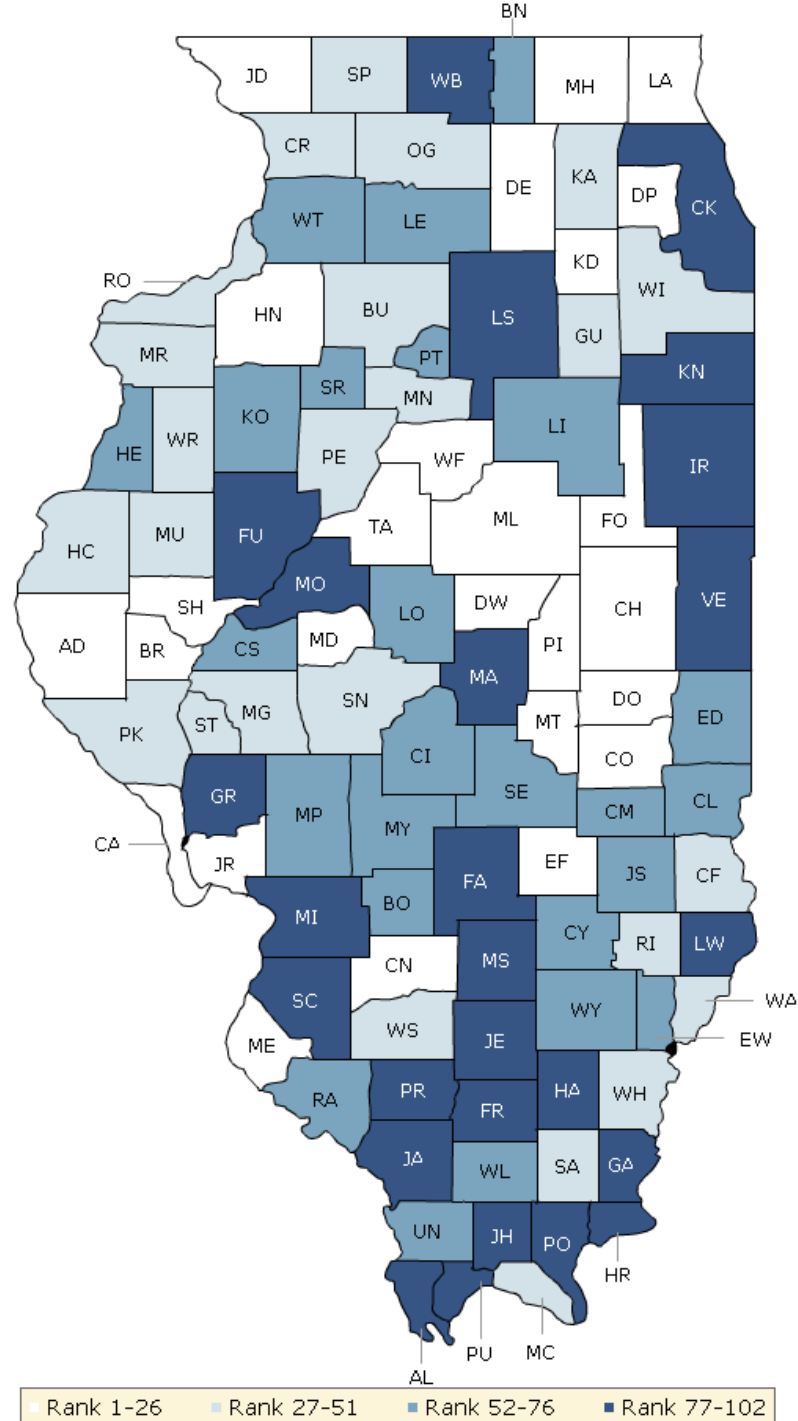 BN
JD SP WB MH LA
CR OG DE KA DP CK
WT LE
RO HN BU LS KD WI
MR PT GU KN
HE WR KO SR MN LI IR
PE WF
HC MU FU TA ML FO
MO
AD SH LO DW CH VE
BR CS MD PI
MA
PK ST MG SN MT DO ED
CI CO
GR MP MY SE CM CL
CA JR EF JS CF
MI BO FA
CY RI LW
SC CN MS
WA
ME WS JE WY EW
RA PR FR HA WH
JA WL SA GA
UN JH PO
HR
AL PU MC
Rank 1-26 Rank 27-51 Rank 52-76 Rank 77-102